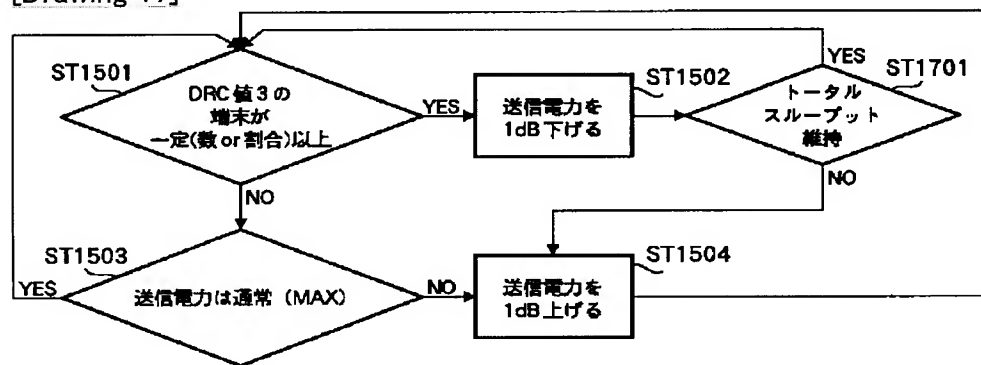 ST1501
DRC値3の
端末が
一定(数or割合)以上
YES
NO
ST1502
送信電力を
1dB下げる
YES
ST1701
トータル
スループット
維持
NO
ST1503
YES
送信電力は通常(MAX)
NO
ST1504
送信電力を
1dB上げる